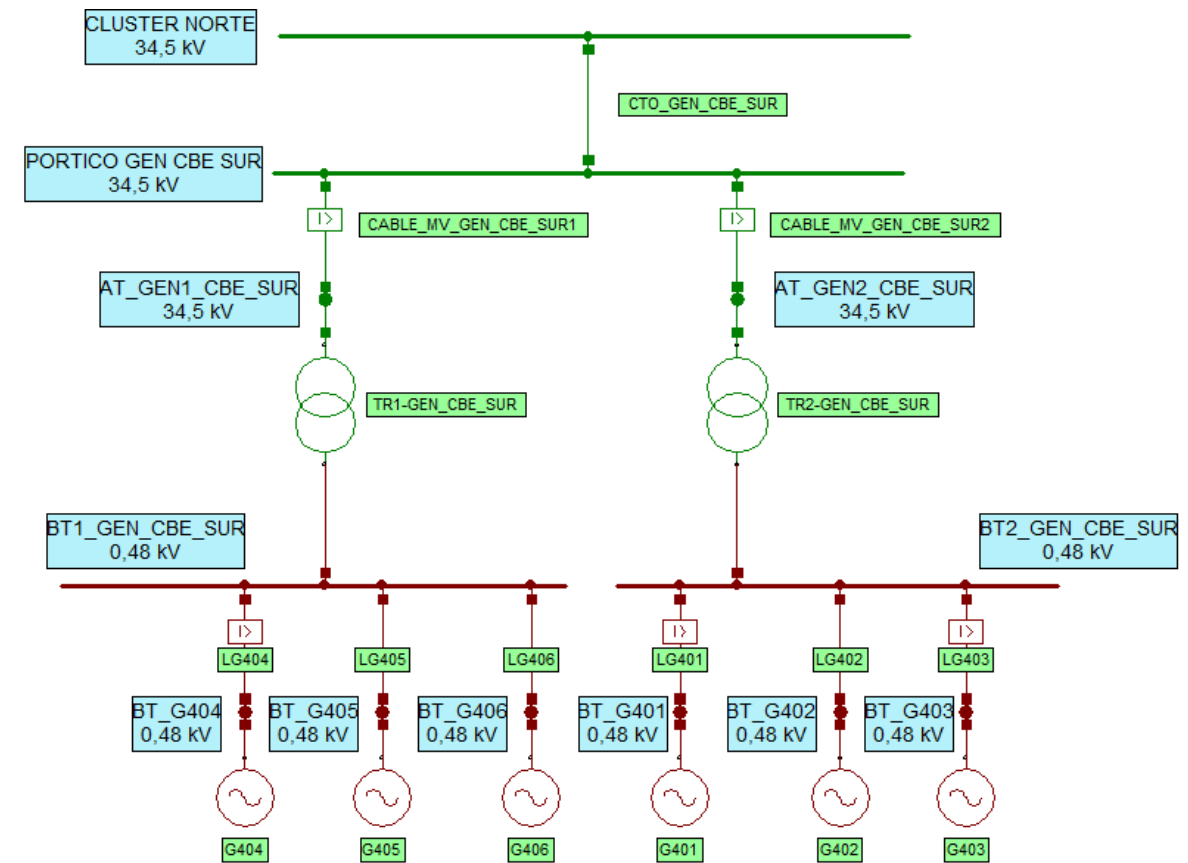 CLUSTER NORTE
34,5 kV
CTO_GEN_CBE_SUR
PORTICO GEN CBE SUR
34,5 kV
I>
I>
CABLE_MV_GEN_CBE_SUR1
CABLE_MV_GEN_CBE_SUR2
AT_GEN1_CBE_SUR
34,5 kV
AT_GEN2_CBE_SUR
34,5 kV
TR1-GEN_CBE_SUR
TR2-GEN_CBE_SUR
BT1_GEN_CBE_SUR
0,48 kV
BT2_GEN_CBE_SUR
0,48 kV
I>
I>
I>
LG404
LG405
LG406
LG401
LG402
LG403
BT_G404
0,48 kV
BT_G405
0,48 kV
BT_G406
0,48 kV
BT_G401
0,48 kV
BT_G402
0,48 kV
BT_G403
0,48 kV
G404
G405
G406
G401
G402
G403